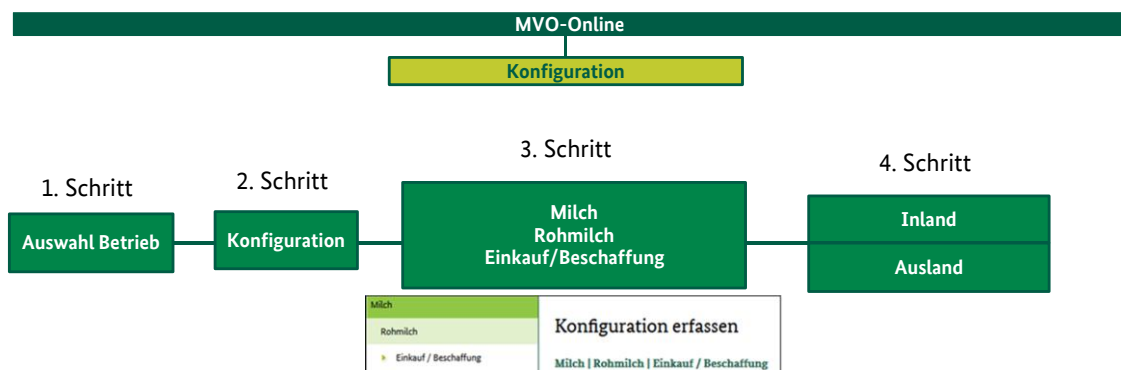 MVO-Online
Konfiguration
1. Schritt
Auswahl Betrieb
2. Schritt
Konfiguration
3. Schritt
Milch
Rohmilch
Einkauf/Beschaffung
4. Schritt
Inland
Ausland
Milch
Rohmilch
Einkauf / Beschaffung
Konfiguration erfassen
Milch | Rohmilch | Einkauf / Beschaffung